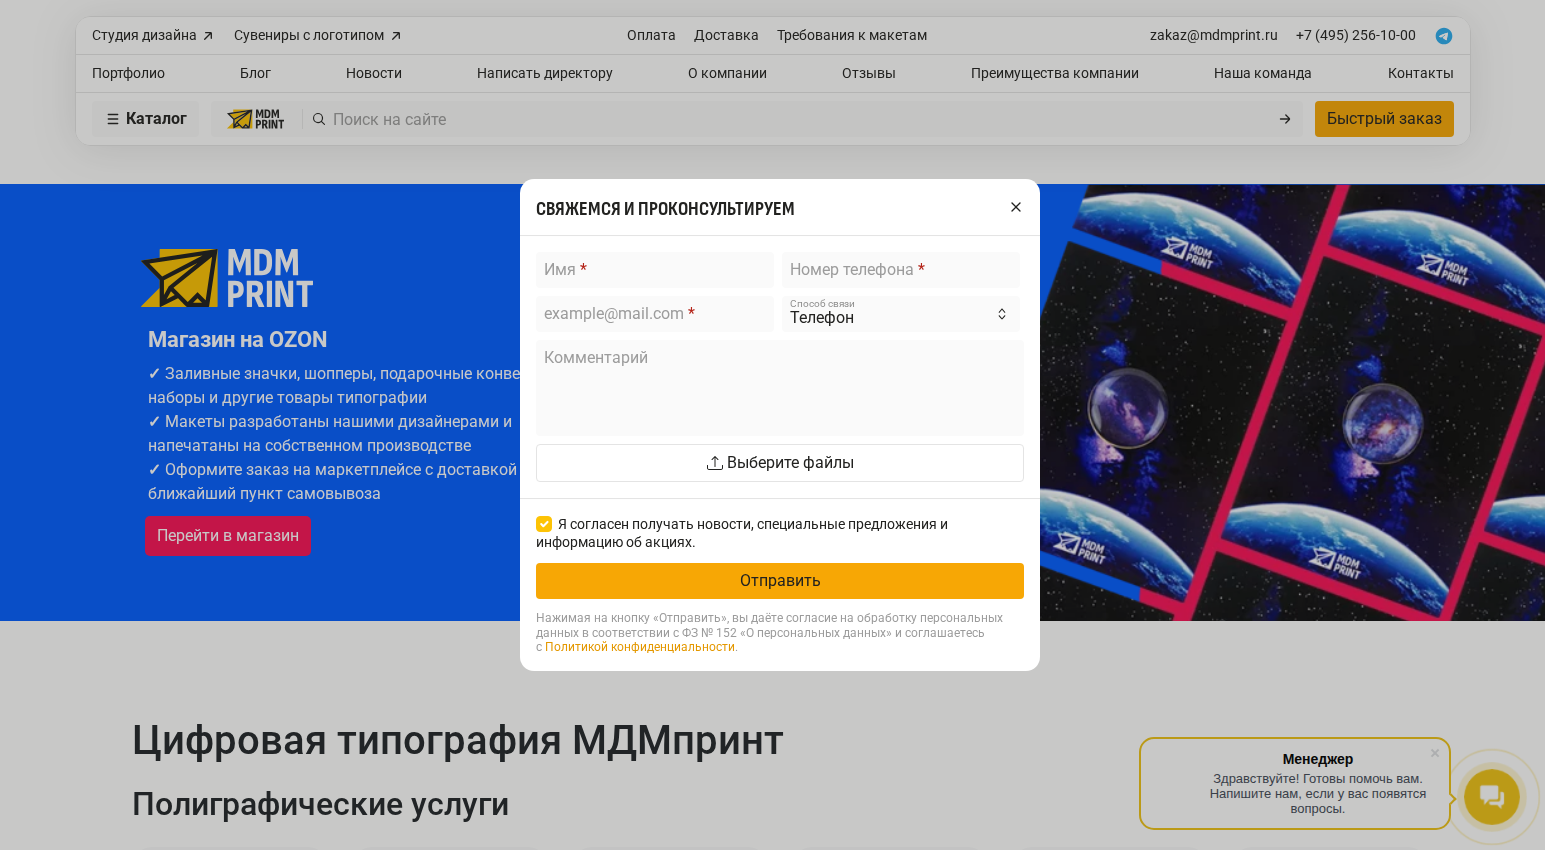 Студия дизайна
Сувениры с логотипом
Оплата
Доставка
Требования к макетам
zakaz@mdmprint.ru
+7 (495) 256-10-00
Портфолио
Блог
Новости
Написать директору
О компании
Отзывы
Преимущества компании
Наша команда
Контакты
Каталог
MDM
PRINT
Поиск на сайте
Быстрый заказ
СВЯЖЕМСЯ И ПРОКОНСУЛЬТИРУЕМ
Имя *
Номер телефона *
example@mail.com *
Способ связи
Телефон
Комментарий
Выберите файлы
Я согласен получать новости, специальные предложения и
информацию об акциях.
Отправить
Нажимая на кнопку «Отправить», вы даёте согласие на обработку персональных
данных в соответствии с ФЗ № 152 «О персональных данных» и соглашаетесь
с Политикой конфиденциальности.
MDM
PRINT
Магазин на OZON
✓ Заливные значки, шопперы, подарочные конве
наборы и другие товары типографии
✓ Макеты разработаны нашими дизайнерами и
напечатаны на собственном производстве
✓ Оформите заказ на маркетплейсе с доставкой
ближайший пункт самовывоза
Перейти в магазин
MDM
PRINT
MDM
PRINT
MDM
PRINT
MDM
PRINT
Цифровая типография МДМпринт
Полиграфические услуги
Менеджер
Здравствуйте! Готовы помочь вам.
Напишите нам, если у вас появятся
вопросы.